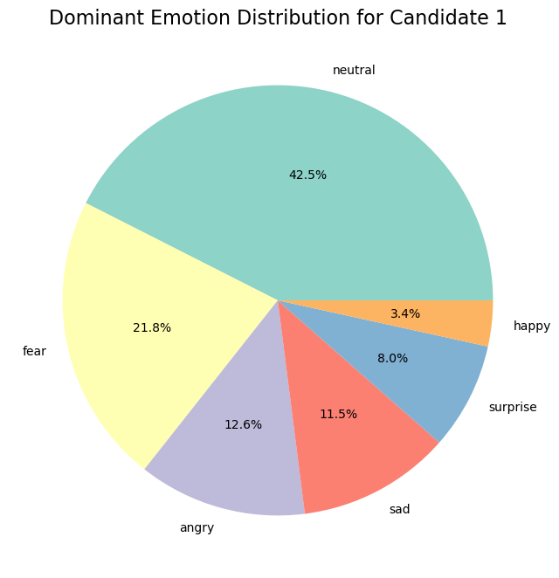 Dominant Emotion Distribution for Candidate 1
neutral
42.5%
fear
21.8%
angry
12.6%
sad
11.5%
surprise
8.0%
happy
3.4%